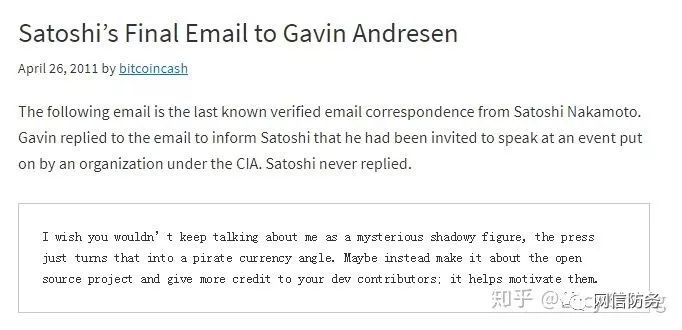 Satoshi’s Final Email to Gavin Andresen
April 26, 2011 by bitcoincash
The following email is the last known verified email correspondence from Satoshi Nakamoto.
Gavin replied to the email to inform Satoshi that he had been invited to speak at an event put
on by an organization under the CIA. Satoshi never replied.
I wish you wouldn’t keep talking about me as a mysterious shadowy figure, the press
just turns that into a pirate currency angle. Maybe instead make it about the open
source project and give more credit to your dev contributors; it helps motivate them.
知乎 @
网信防务